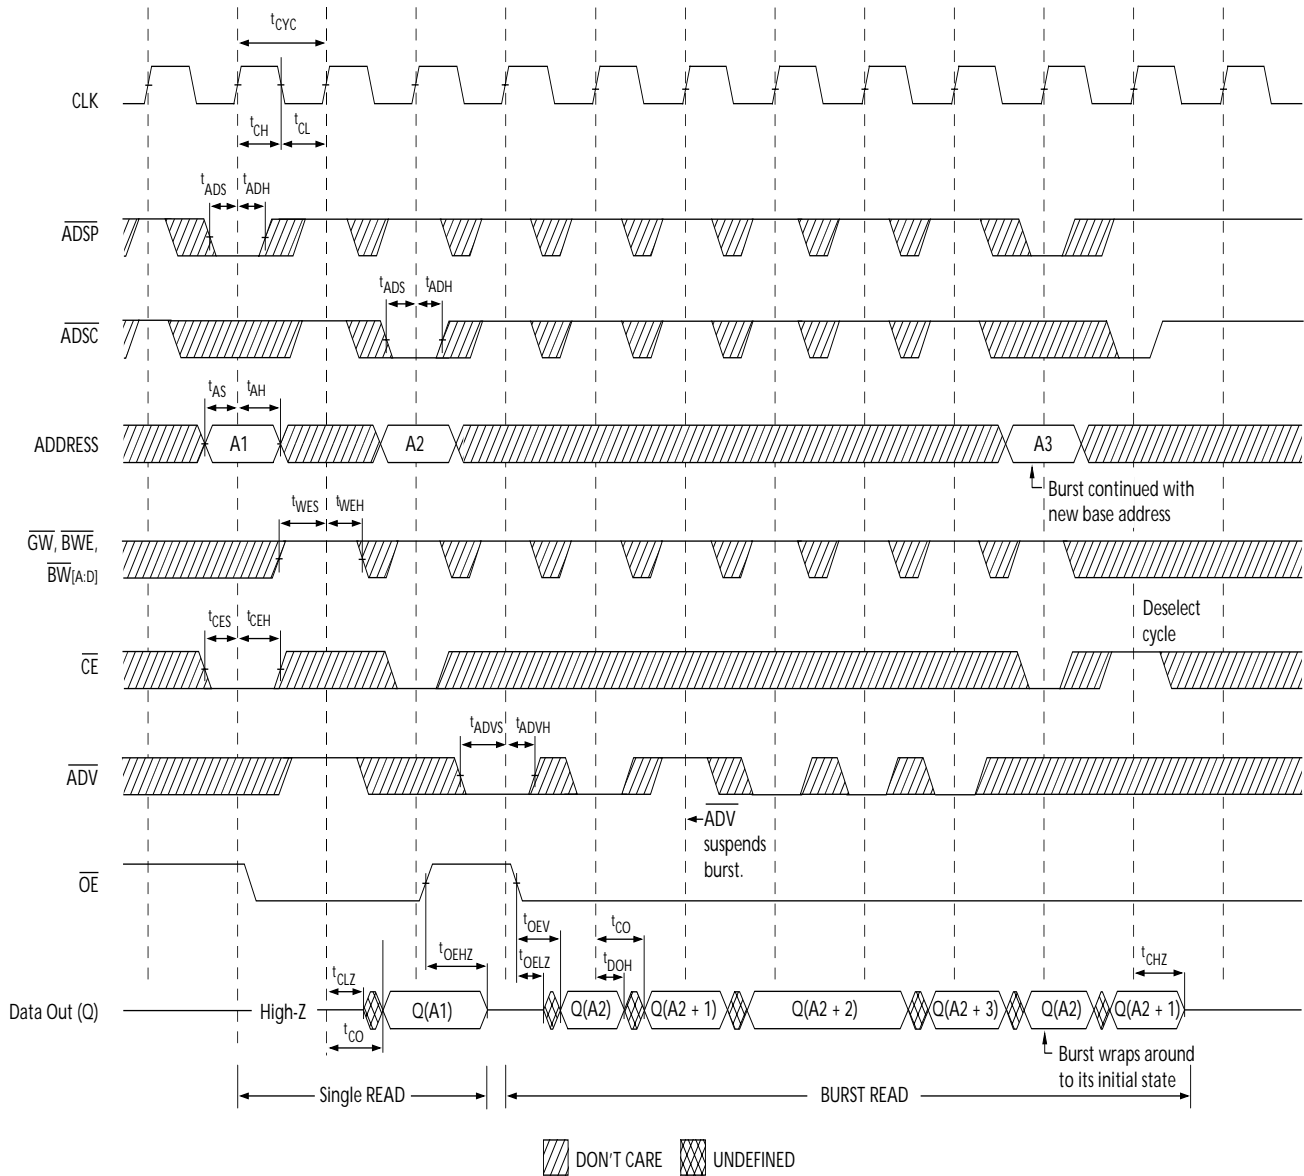 tCYC
CLK
tCH
tCL
tADS
tADH
ADSP
tADS
tADH
ADSC
tAS
tAH
ADDRESS
A1
A2
A3
Burst continued with
new base address
tWES
tWEH
GW, BWE,
BW[A:D]
tCES
tCEH
Deselect
cycle
CE
tADVS
tADVH
ADV
ADV
suspends
burst.
OE
tOEV
tCO
tOEHZ
tOELZ
tDOH
tCLZ
tCHZ
Data Out (Q)
High-Z
Q(A1)
Q(A2)
Q(A2 + 1)
Q(A2 + 2)
Q(A2 + 3)
Q(A2)
Q(A2 + 1)
tCO
Burst wraps around
to its initial state
Single READ
BURST READ
DON'T CARE
UNDEFINED